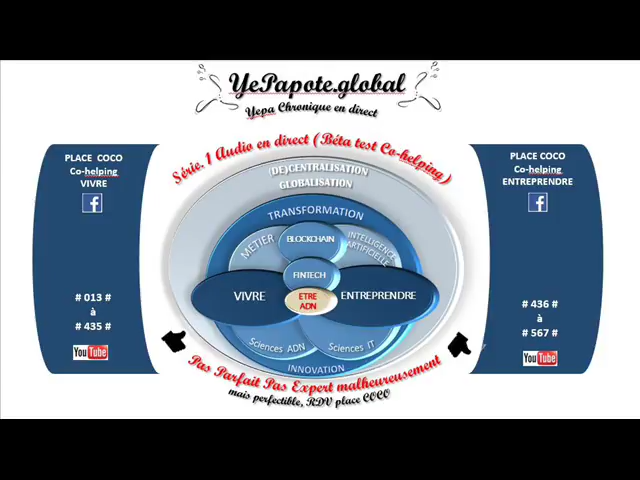 YePapote.global
Yepa Chronique en direct
Série. 1 Audio en direct (Béta test Co-helping)
PLACE COCO
Co-helping
VIVRE
f
# 013 #
à
# 435 #
YouTube
(DE)CENTRALISATION
GLOBALISATION
TRANSFORMATION
METIER
BLOCKCHAIN
INTELLIGENCE
ARTIFICIELLE
FINTECH
VIVRE
ETRE
ADN
ENTREPRENDRE
Sciences ADN
Sciences IT
INNOVATION
PLACE COCO
Co-helping
ENTREPRENDRE
f
# 436 #
à
# 567 #
YouTube
Pas Parfait Pas Expert malheureusement
mais perfectible, RDV place COCO